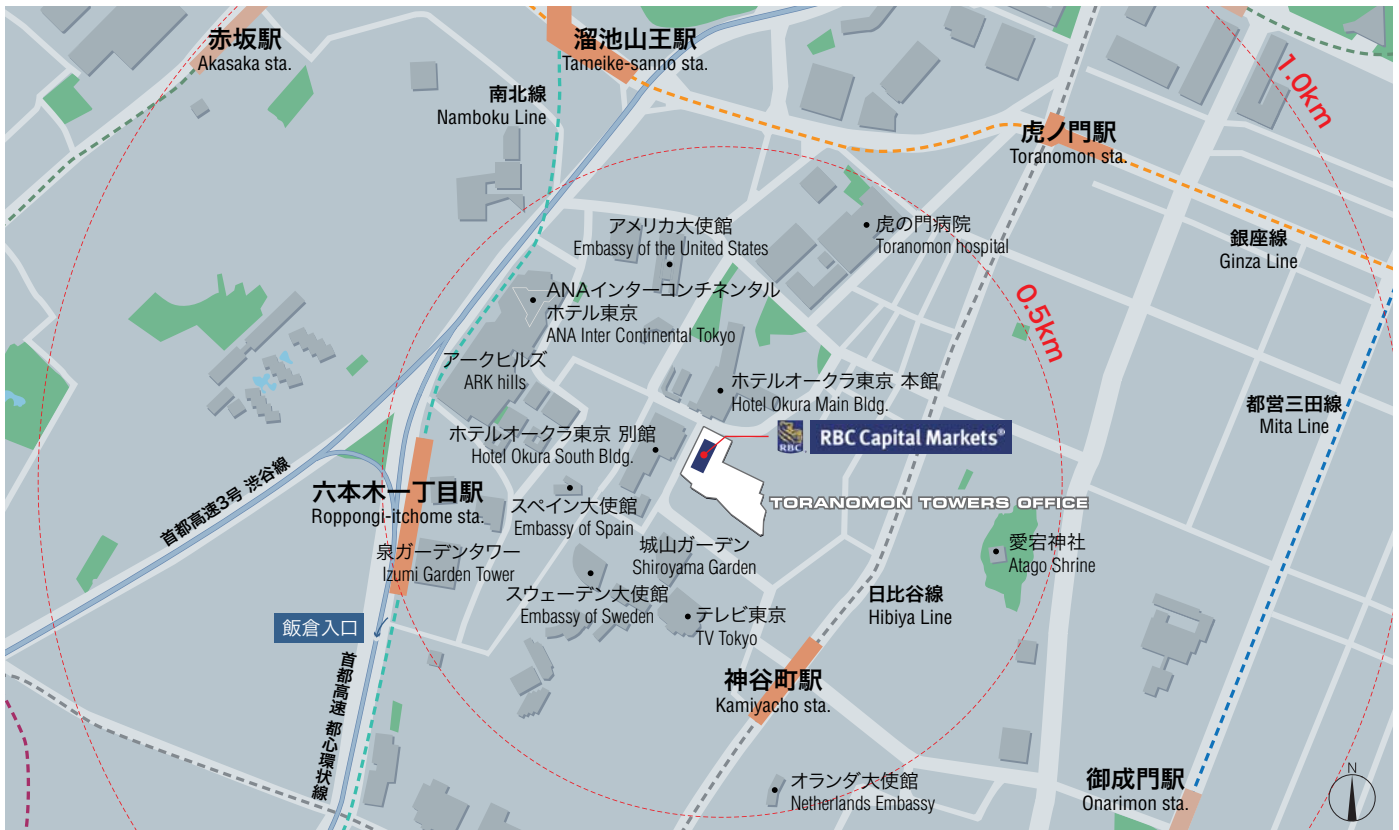 赤坂駅
Akasaka sta.
溜池山王駅
Tameike-sanno sta.
南北線
Namboku Line
1.0km
虎ノ門駅
Toranomon sta.
アメリカ大使館
Embassy of the United States
虎の門病院
Toranomon hospital
銀座線
Ginza Line
ANAインターコンチネンタル
ホテル東京
ANA Inter Continental Tokyo
0.5km
アークヒルズ
ARK hills
ホテルオークラ東京 本館
Hotel Okura Main Bldg.
都営三田線
Mita Line
ホテルオークラ東京 別館
Hotel Okura South Bldg.
RBC
RBC Capital Markets®
首都高速3号 渋谷線
六本木一丁目駅
Roppongi-itchome sta.
スペイン大使館
Embassy of Spain
TORANOMON TOWERS OFFICE
泉ガーデンタワー
Izumi Garden Tower
城山ガーデン
Shiroyama Garden
愛宕神社
Atago Shrine
スウェーデン大使館
Embassy of Sweden
日比谷線
Hibiya Line
テレビ東京
TV Tokyo
飯倉入口
首都高速 都心環状線
神谷町駅
Kamiyacho sta.
オランダ大使館
Netherlands Embassy
御成門駅
Onarimon sta.
N